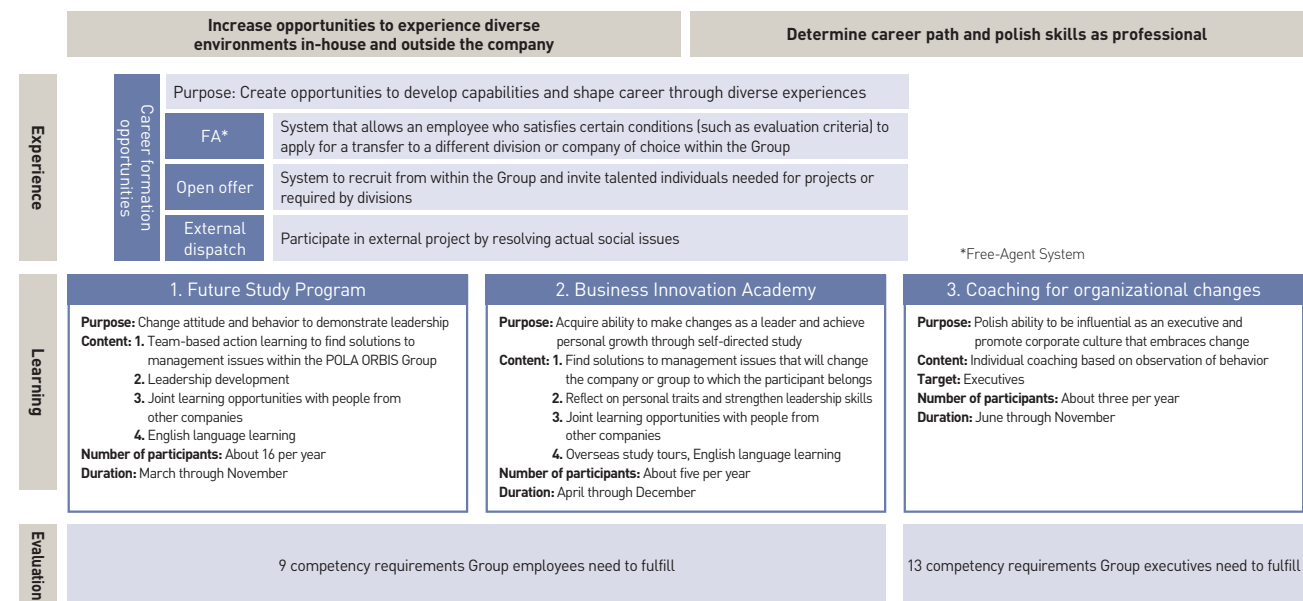 Increase opportunities to experience diverse
environments in-house and outside the company
Determine career path and polish skills as professional
Experience
Career formation
opportunities
Purpose: Create opportunities to develop capabilities and shape career through diverse experiences
FA*
System that allows an employee who satisfies certain conditions (such as evaluation criteria) to
apply for a transfer to a different division or company of choice within the Group
Open offer
System to recruit from within the Group and invite talented individuals needed for projects or
required by divisions
External
dispatch
Participate in external project by resolving actual social issues
*Free-Agent System
Learning
1. Future Study Program
Purpose: Change attitude and behavior to demonstrate leadership
Content: 1. Team-based action learning to find solutions to
management issues within the POLA ORBIS Group
2. Leadership development
3. Joint learning opportunities with people from
other companies
4. English language learning
Number of participants: About 16 per year
Duration: March through November
2. Business Innovation Academy
Purpose: Acquire ability to make changes as a leader and achieve
personal growth through self-directed study
Content: 1. Find solutions to management issues that will change
the company or group to which the participant belongs
2. Reflect on personal traits and strengthen leadership skills
3. Joint learning opportunities with people from
other companies
4. Overseas study tours, English language learning
Number of participants: About five per year
Duration: April through December
3. Coaching for organizational changes
Purpose: Polish ability to be influential as an executive and
promote corporate culture that embraces change
Content: Individual coaching based on observation of behavior
Target: Executives
Number of participants: About three per year
Duration: June through November
Evaluation
9 competency requirements Group employees need to fulfill
13 competency requirements Group executives need to fulfill